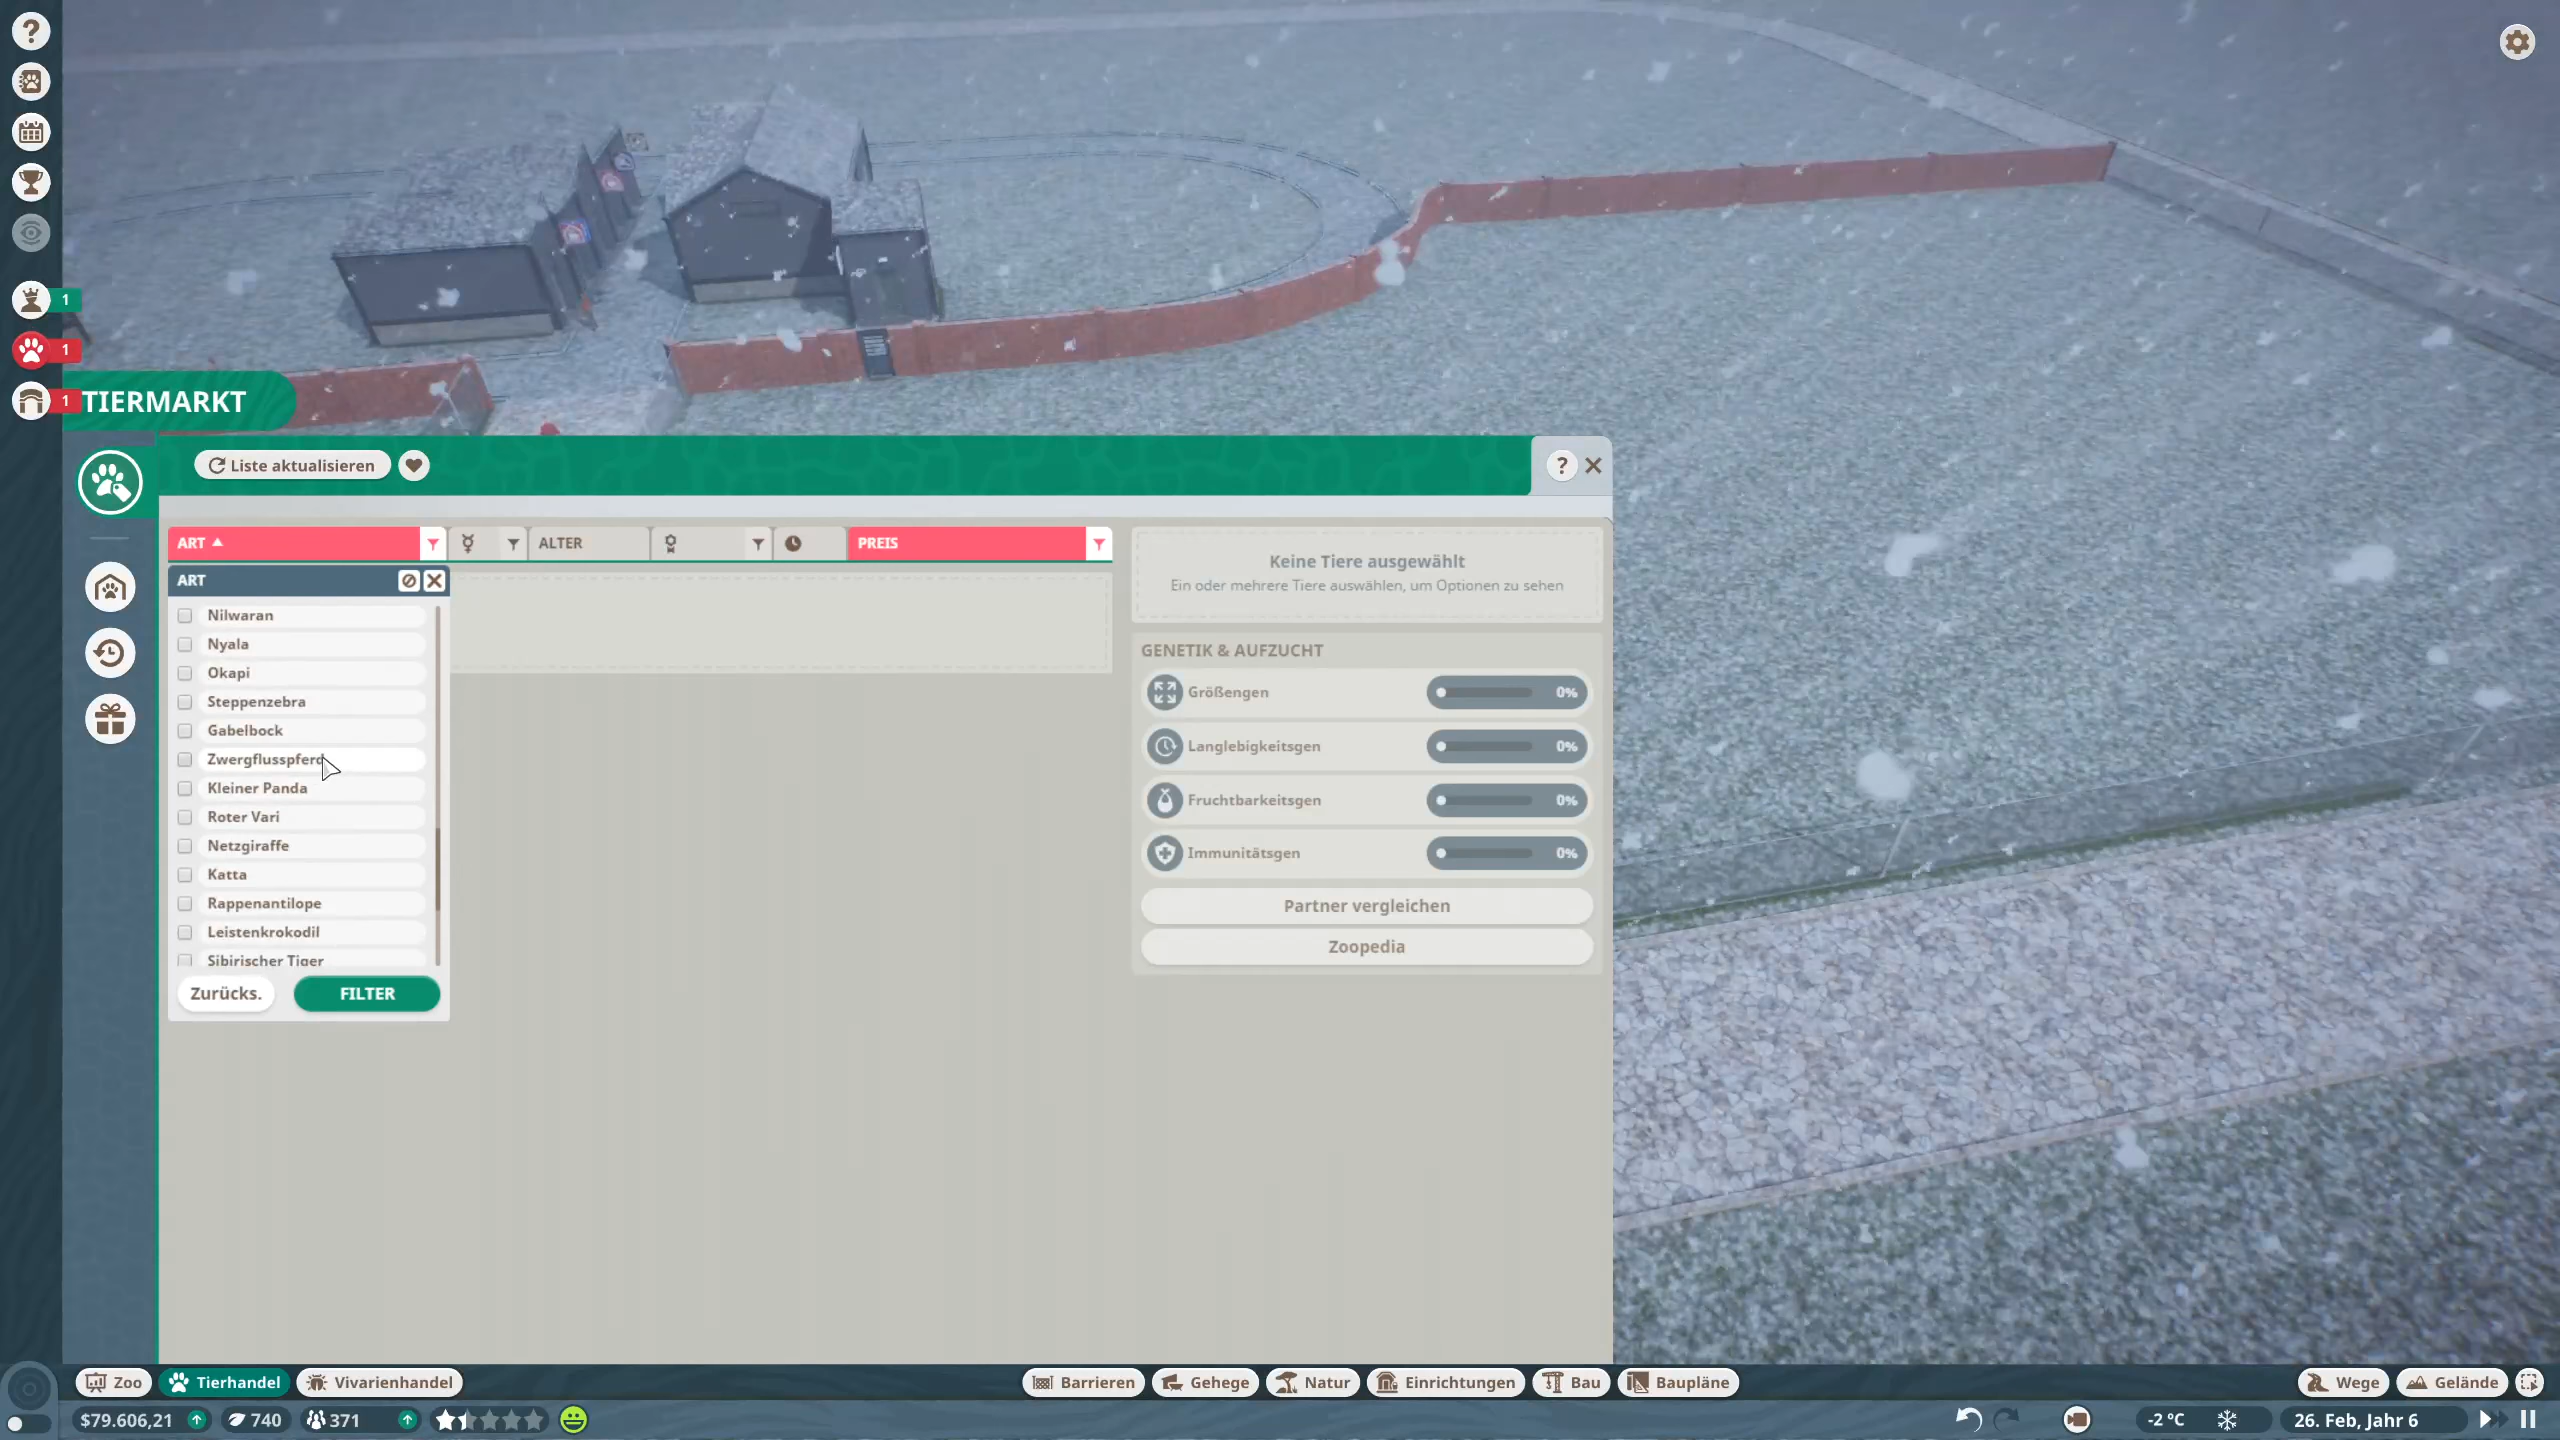 1
1
1
TIERMARKT
Liste aktualisieren
?
ART
ALTER
PREIS
ART
Nilwaran
Nyala
Okapi
Steppenzebra
Gabelbock
Zwergflusspferd
Kleiner Panda
Roter Vari
Netzgiraffe
Katta
Rappenantilope
Leistenkrokodil
Sibirischer Tiger
Zurücks.
FILTER
Keine Tiere ausgewählt
Ein oder mehrere Tiere auswählen, um Optionen zu sehen
GENETIK & AUFZUCHT
Größengen 0%
Langlebigkeitsgen 0%
Fruchtbarkeitsgen 0%
Immunitätsgen 0%
Partner vergleichen
Zoopedia
Zoo Tierhandel Vivarienhandel Barrieren Gehege Natur Einrichtungen Bau Baupläne Wege Gelände
$79.606,21 740 371 -2 °C 26. Feb, Jahr 6